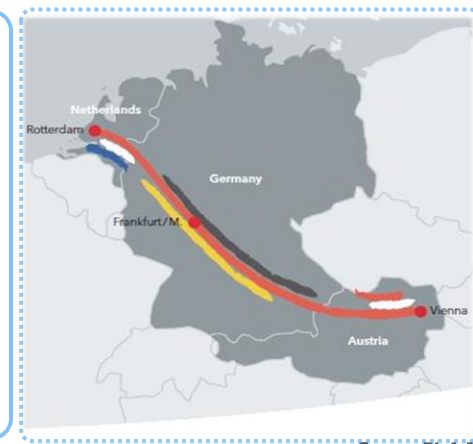 Netherlands
Rotterdam
Germany
Frankfurt/M.
Vienna
Austria